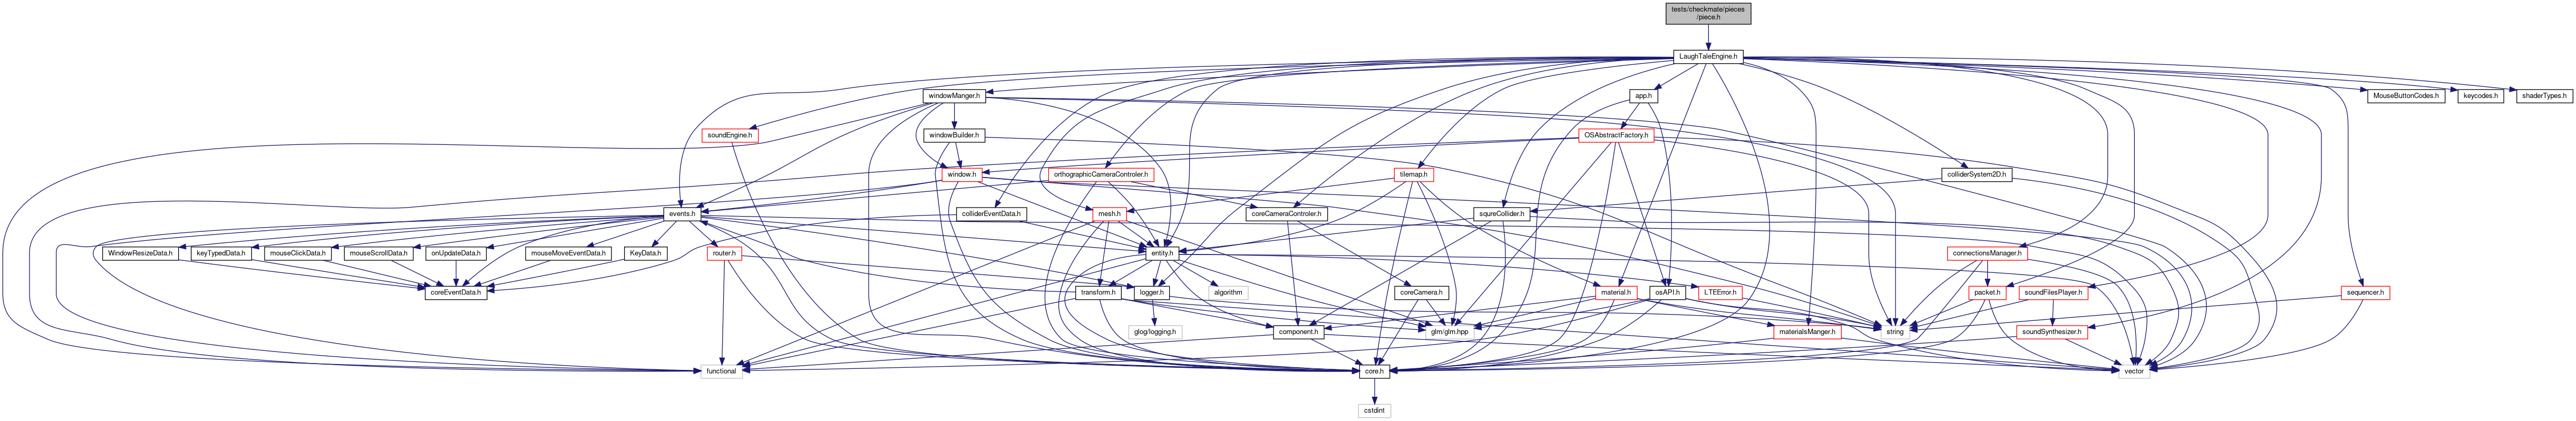 tests/checkmate/pieces
/piece.h
LaughTaleEngine.h
windowManger.h
app.h
MouseButtonCodes.h
keycodes.h
shaderTypes.h
soundEngine.h
windowBuilder.h
OSAbstractFactory.h
window.h
orthographicCameraControler.h
tilemap.h
colliderSystem2D.h
events.h
colliderEventData.h
mesh.h
coreCameraControler.h
squreCollider.h
WindowResizeData.h
keyTypedData.h
mouseClickData.h
mouseScrollData.h
onUpdateData.h
mouseMoveEventData.h
KeyData.h
router.h
entity.h
connectionsManager.h
coreEventData.h
transform.h
logger.h
algorithm
coreCamera.h
material.h
osAPI.h
LTEError.h
packet.h
soundFilesPlayer.h
sequencer.h
glog/logging.h
component.h
glm/glm.hpp
materialsManger.h
string
soundSynthesizer.h
functional
core.h
vector
cstdint